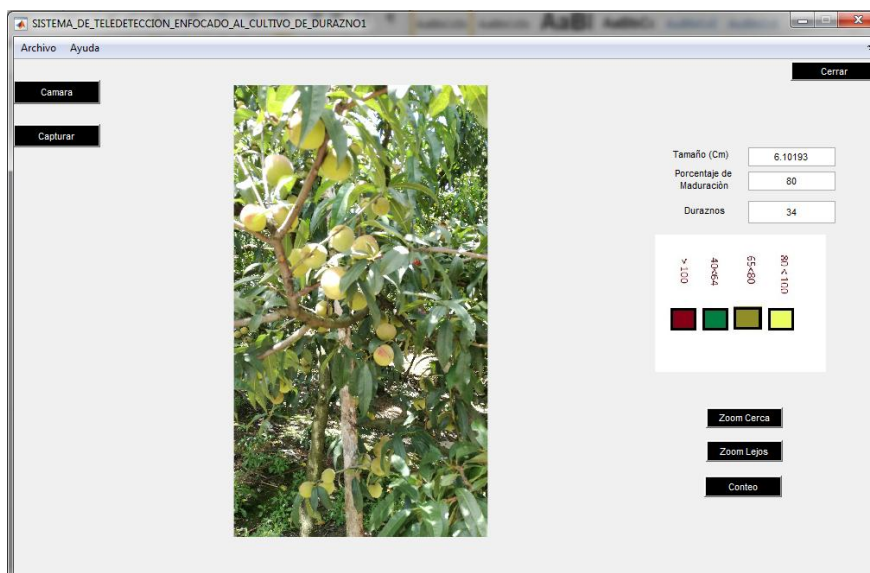 SISTEMA_DE_TELEDETECCION_ENFOCADO_AL_CULTIVO_DE_DURAZNO1
Archivo Ayuda
Cerrar
Camara
Capturar
Tamaño (Cm) 6.10193
Porcentaje de
Maduración 80
Duraznos 34
> 100
40<64
65<80
80 < 100
Zoom Cerca
Zoom Lejos
Conteo